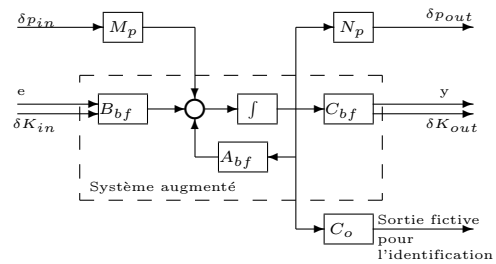 δp_in
M_p
N_p
δp_out
e
B_bf
∫
C_bf
y
δK_in
δK_out
A_bf
Système augmenté
C_o
Sortie fictive
pour
l'identification